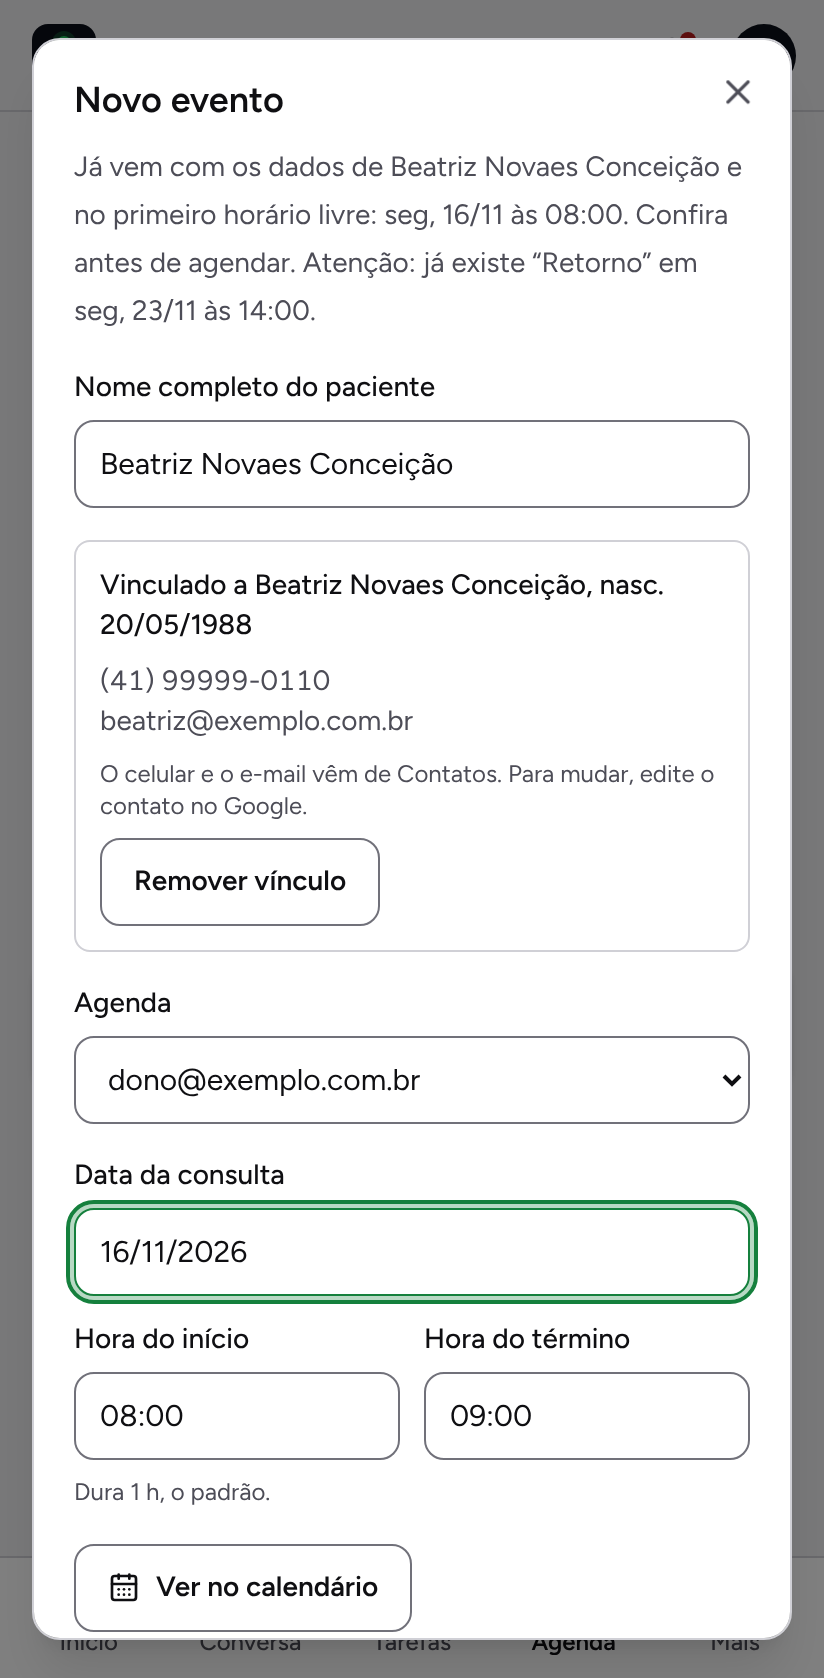 Novo evento
Já vem com os dados de Beatriz Novaes Conceição e
no primeiro horário livre: seg, 16/11 às 08:00. Confira
antes de agendar. Atenção: já existe “Retorno” em
seg, 23/11 às 14:00.
Nome completo do paciente
Beatriz Novaes Conceição
Vinculado a Beatriz Novaes Conceição, nasc.
20/05/1988
(41) 99999-0110
beatriz@exemplo.com.br
O celular e o e-mail vêm de Contatos. Para mudar, edite o
contato no Google.
Remover vínculo
Agenda
dono@exemplo.com.br
Data da consulta
16/11/2026
Hora do início
Hora do término
08:00
09:00
Dura 1 h, o padrão.
Ver no calendário
Início Conversa Tarefas Agenda Mais